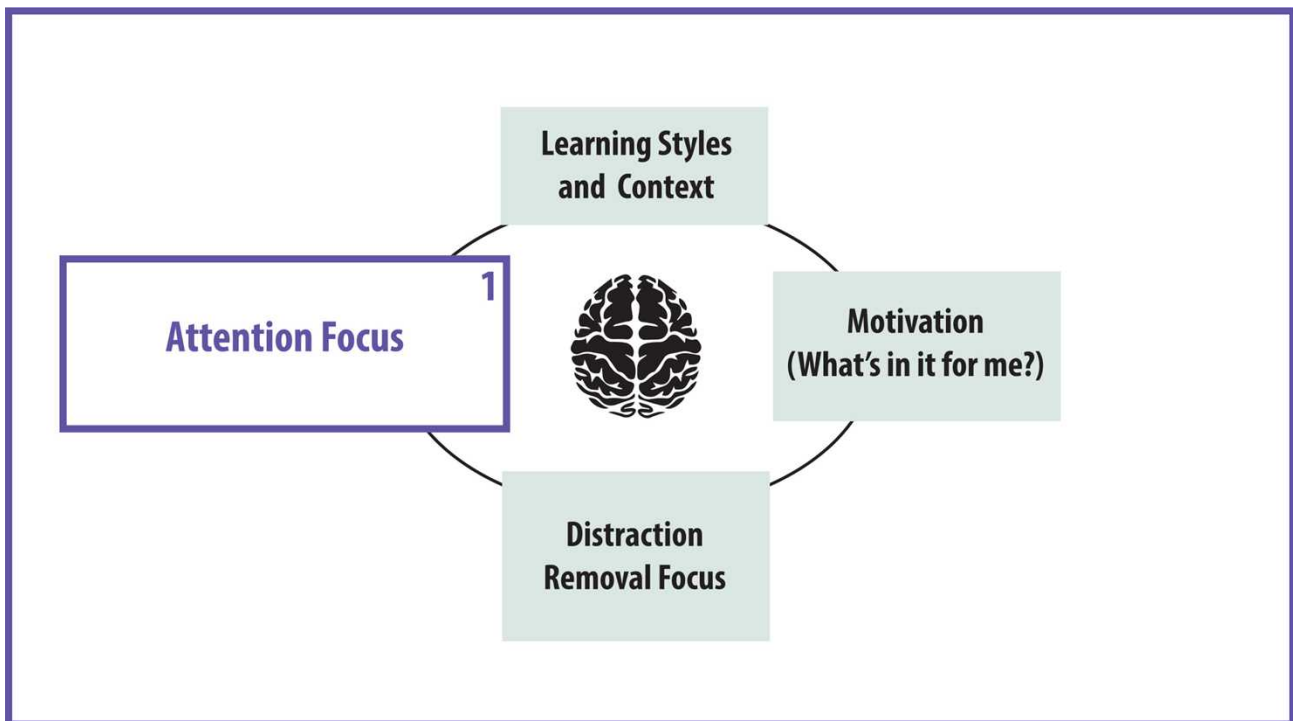 Learning Styles
and Context
1
Attention Focus
Motivation
(What's in it for me?)
Distraction
Removal Focus